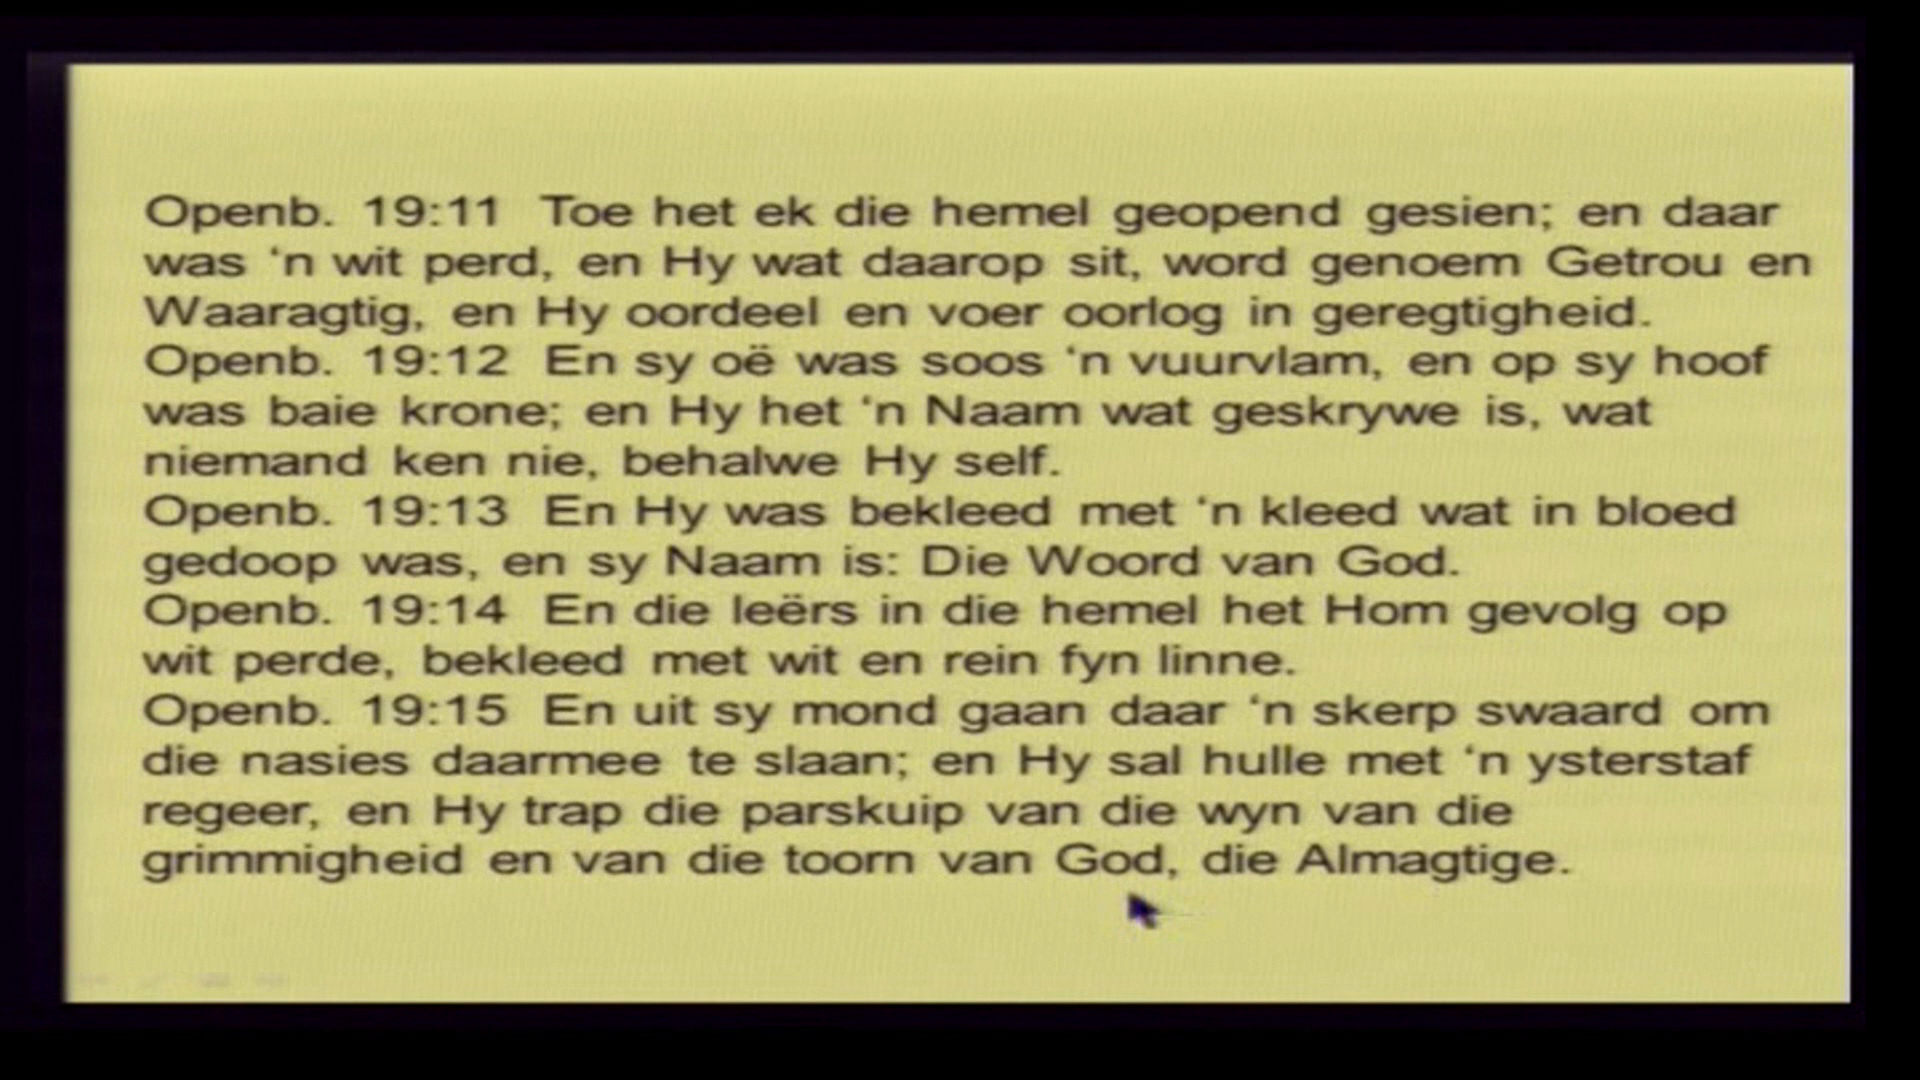 Openb. 19:11 Toe het ek die hemel geopend gesien; en daar
was ‘n wit perd, en Hy wat daarop sit, word genoem Getrou en
Waaragtig, en Hy oordeel en voer oorlog in geregtigheid.
Openb. 19:12 En sy oë was soos ‘n vuurvlam, en op sy hoof
was baie krone; en Hy het ‘n Naam wat geskrywe is, wat
niemand ken nie, behalwe Hy self.
Openb. 19:13 En Hy was bekleed met ‘n kleed wat in bloed
gedoop was, en sy Naam is: Die Woord van God.
Openb. 19:14 En die leërs in die hemel het Hom gevolg op
wit perde, bekleed met wit en rein fyn linne.
Openb. 19:15 En uit sy mond gaan daar ‘n skerp swaard om
die nasies daarmee te slaan; en Hy sal hulle met ‘n ysterstaf
regeer, en Hy trap die parskuip van die wyn van die
grimmigheid en van die toorn van God, die Almagtige.